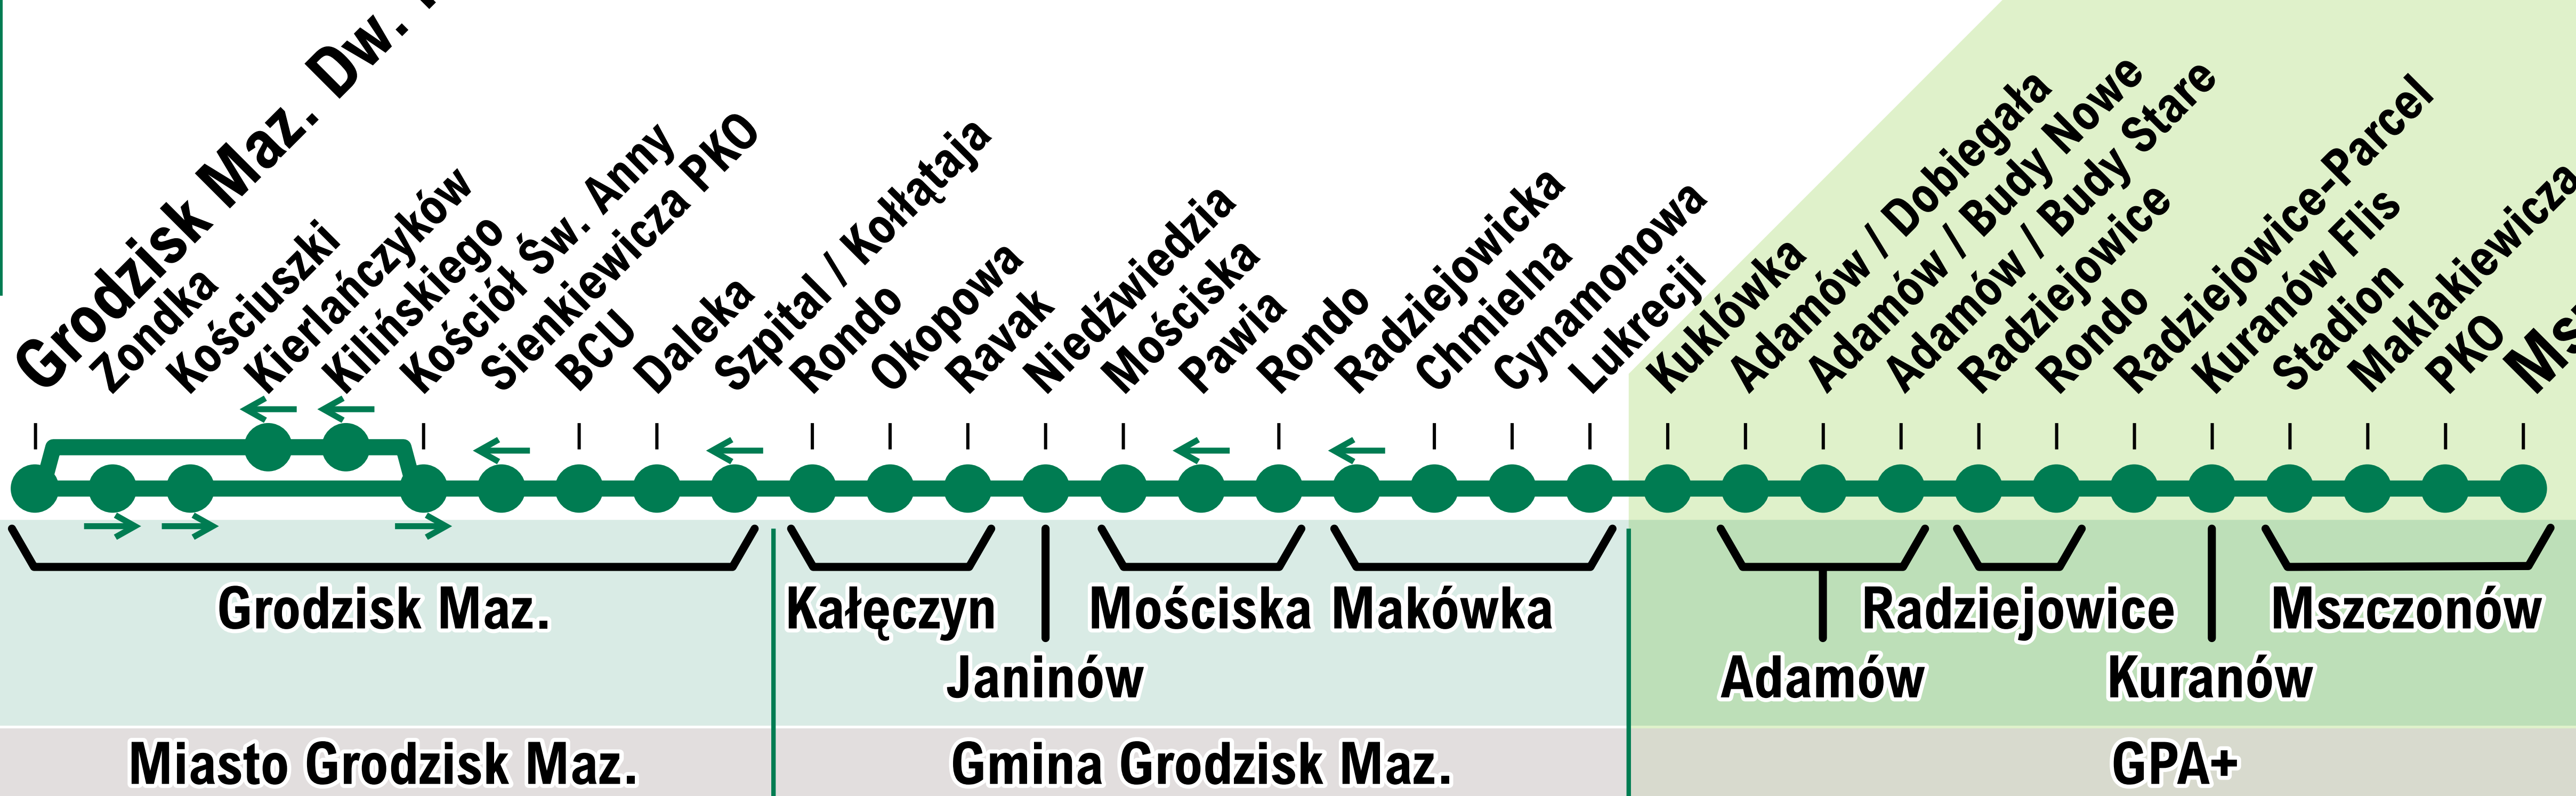 Grodzisk Maz. Dw.
Zondka
Kościuszki
Kierlańczyków
Kilińskiego
Kościół Św. Anny
Sienkiewicza PKO
BCU
Daleka
Szpital / Kołłątaja
Rondo
Okopowa
Ravak
Niedźwiedzia
Mościska
Pawia
Rondo
Radziejowicka
Chmielna
Cynamonowa
Lukrecji
Kuklówka
Adamów / Dobiegała
Adamów / Budy Nowe
Adamów / Budy Stare
Radziejowice
Rondo
Radziejowice-Parcel
Kuranów Flis
Stadion
Maklakiewicza
PKO
Grodzisk Maz.
Kałęczyn
Janinów
Mościska
Makówka
Adamów
Radziejowice
Kuranów
Mszczonów
Miasto Grodzisk Maz.
Gmina Grodzisk Maz.
GPA+